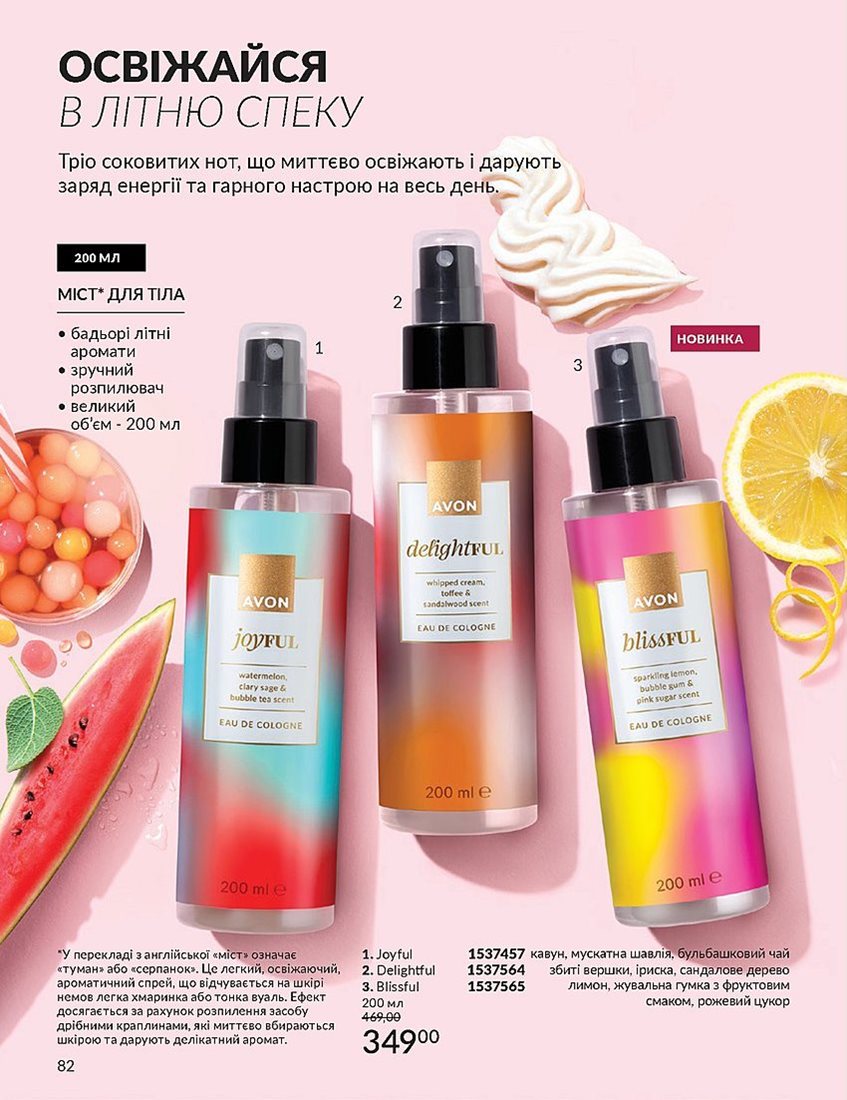 ОСВІЖАЙСЯ
В ЛІТНЮ СПЕКУ
Тріо соковитих нот, що миттєво освіжають і дарують
заряд енергії та гарного настрою на весь день.
200 МЛ
МІСТ* ДЛЯ ТІЛА
• бадьорі літні
аромати
• зручний
розпилювач
• великий
об'єм - 200 мл
1
2
3
НОВИНКА
AVON
joyFUL
watermelon,
clary sage &
bubble tea scent
EAU DE COLOGNE
200 ml e
AVON
delightFUL
whipped cream,
toffee &
sandalwood scent
EAU DE COLOGNE
200 ml e
AVON
blissFUL
sparkling lemon,
bubble gum &
pink sugar scent
EAU DE COLOGNE
200 ml e
*У перекладі з англійської «міст» означає
«туман» або «серпанок». Це легкий, освіжаючий,
ароматичний спрей, що відчувається на шкірі
немов легка хмаринка або тонка вуаль. Ефект
досягається за рахунок розпилення засобу
дрібними краплинами, які миттєво вбираються
шкірою та дарують делікатний аромат.
1. Joyful 1537457 кавун, мускатна шавлія, бульбашковий чай
2. Delightful 1537564 збиті вершки, іриска, сандалове дерево
3. Blissful 1537565 лимон, жувальна гумка з фруктовим
смаком, рожевий цукор
200 мл
469,00
34900
82